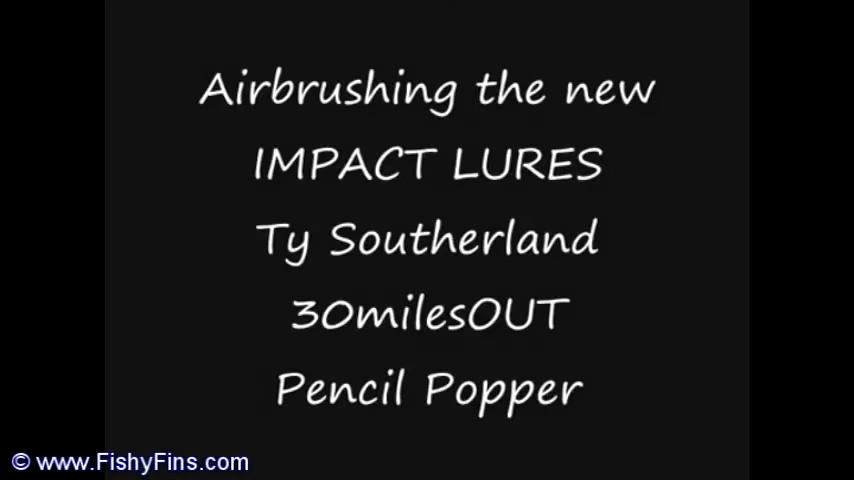 Airbrushing the new
IMPACT LURES
Ty Southerland
30milesOUT
Pencil Popper
© www.FishyFins.com